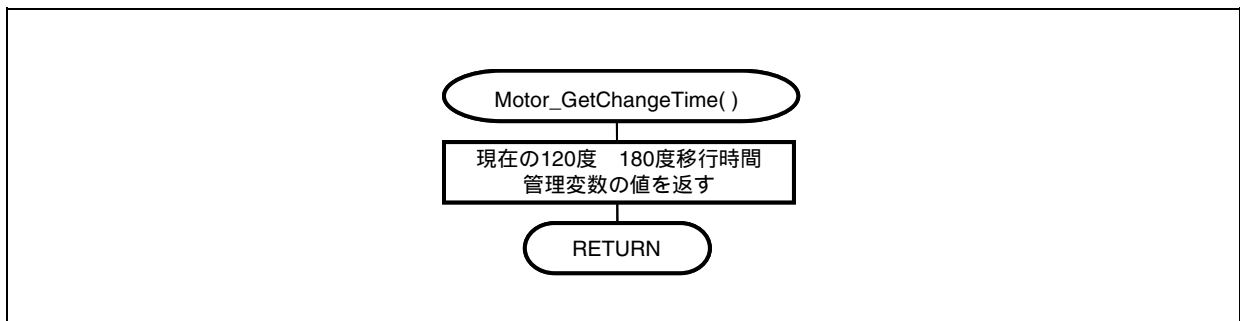 Motor_GetChangeTime( )
現在の120度　180度移行時間
管理変数の値を返す
RETURN